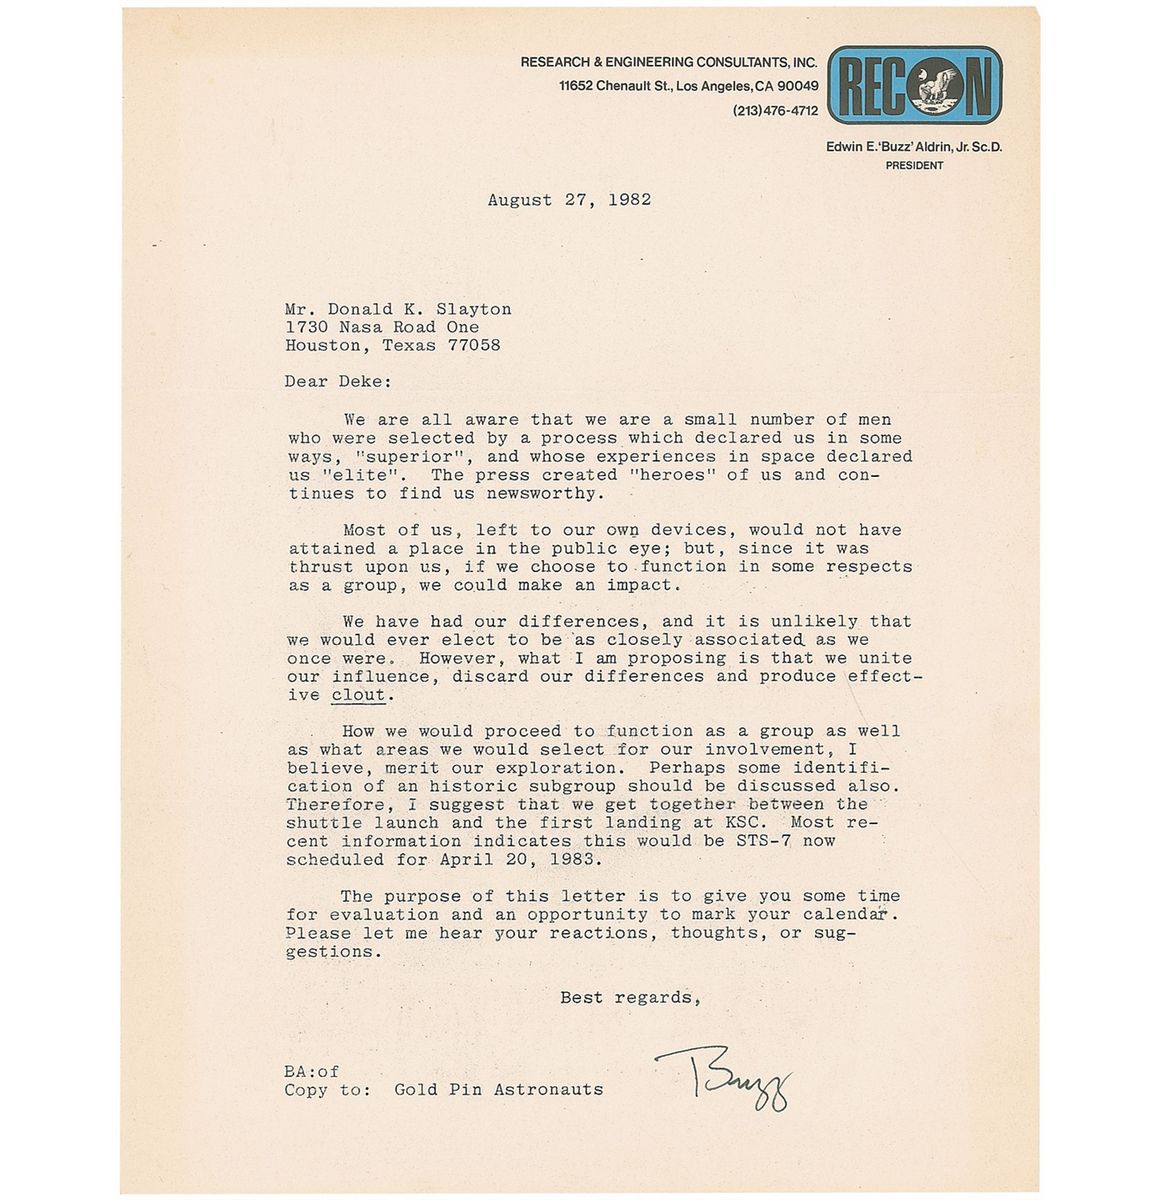 RESEARCH & ENGINEERING CONSULTANTS, INC.
11652 Chenault St., Los Angeles, CA 90049
(213) 476-4712
RECON
Edwin E. 'Buzz' Aldrin, Jr. Sc.D.
PRESIDENT
August 27, 1982
Mr. Donald K. Slayton
1730 Nasa Road One
Houston, Texas 77058
Dear Deke:
We are all aware that we are a small number of men
who were selected by a process which declared us in some
ways, "superior", and whose experiences in space declared
us "elite". The press created "heroes" of us and con-
tinues to find us newsworthy.
Most of us, left to our own devices, would not have
attained a place in the public eye; but, since it was
thrust upon us, if we choose to function in some respects
as a group, we could make an impact.
We have had our differences, and it is unlikely that
we would ever elect to be as closely associated as we
once were. However, what I am proposing is that we unite
our influence, discard our differences and produce effect-
ive clout.
How we would proceed to function as a group as well
as what areas we would select for our involvement, I
believe, merit our exploration. Perhaps some identifi-
cation of an historic subgroup should be discussed also.
Therefore, I suggest that we get together between the
shuttle launch and the first landing at KSC. Most re-
cent information indicates this would be STS-7 now
scheduled for April 20, 1983.
The purpose of this letter is to give you some time
for evaluation and an opportunity to mark your calendar.
Please let me hear your reactions, thoughts, or sug-
gestions.
Best regards,
Buzz
BA:of
Copy to: Gold Pin Astronauts